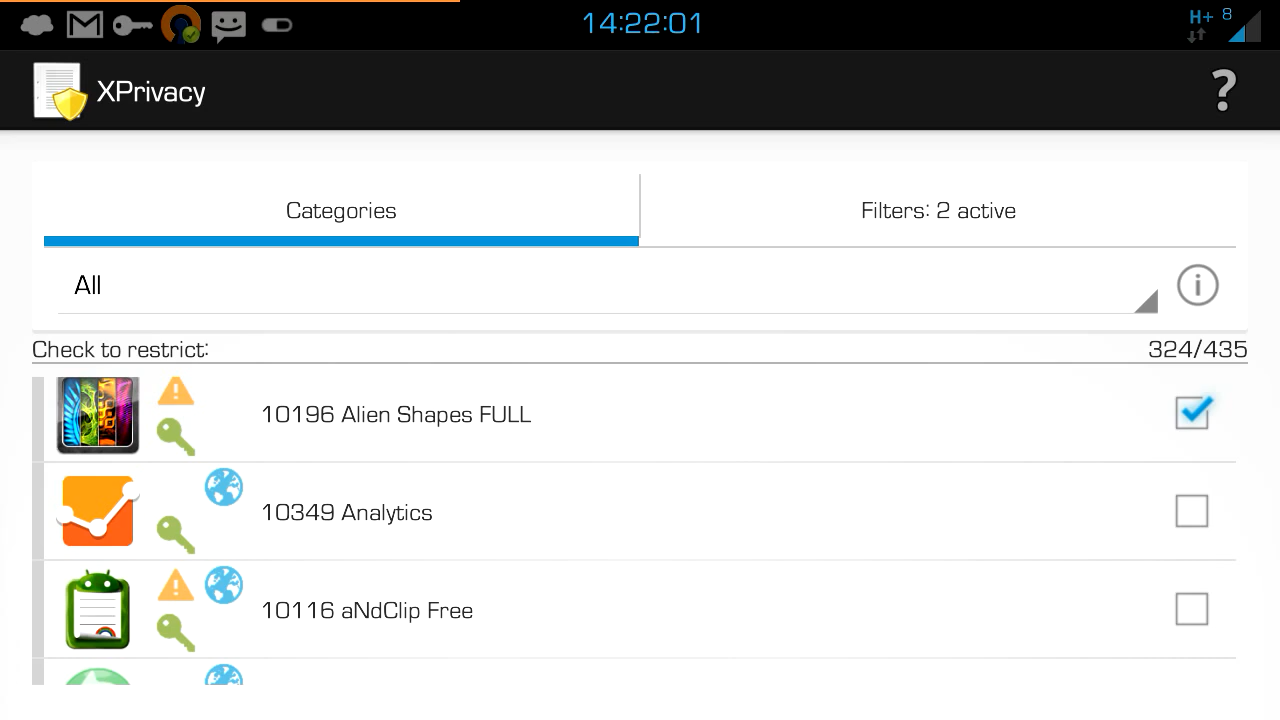 14:22:01
H+ 8
XPrivacy
?
Categories
Filters: 2 active
All
i
Check to restrict:
324/435
10196 Alien Shapes FULL
10349 Analytics
10116 aNdClip Free